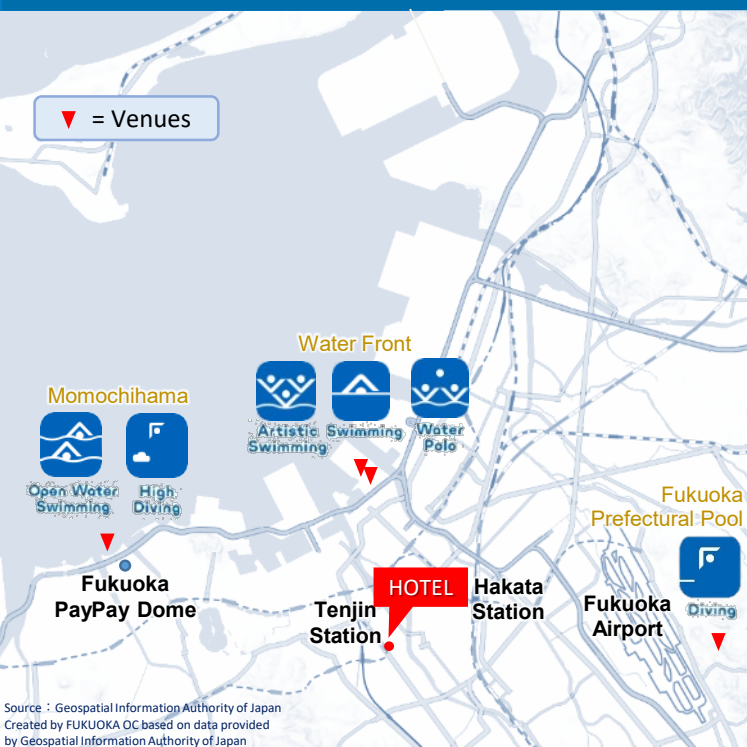 = Venues
Water Front
Momochihama
Artistic
Swimming
Swimming
Water
Polo
Open Water
Swimming
High
Diving
Fukuoka
Prefectural Pool
Diving
Fukuoka
PayPay Dome
HOTEL
Tenjin
Station
Hakata
Station
Fukuoka
Airport
Source：Geospatial Information Authority of Japan
Created by FUKUOKA OC based on data provided
by Geospatial Information Authority of Japan